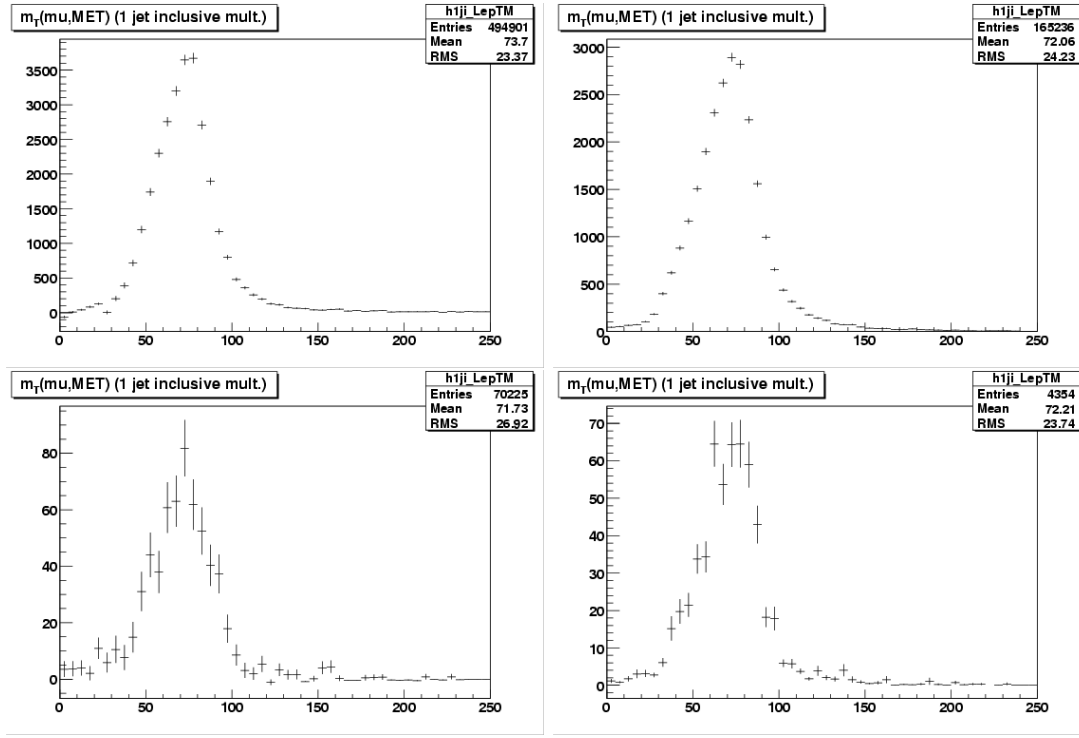 m_T(mu,MET) (1 jet inclusive mult.)
h1ji_LepTM
Entries 494901
Mean 73.7
RMS 23.37
3500
3000
2500
2000
1500
1000
500
0
0 50 100 150 200 250
m_T(mu,MET) (1 jet inclusive mult.)
h1ji_LepTM
Entries 165236
Mean 72.06
RMS 24.23
3000
2500
2000
1500
1000
500
0
0 50 100 150 200 250
m_T(mu,MET) (1 jet inclusive mult.)
h1ji_LepTM
Entries 70225
Mean 71.73
RMS 26.92
80
60
40
20
0
0 50 100 150 200 250
m_T(mu,MET) (1 jet inclusive mult.)
h1ji_LepTM
Entries 4354
Mean 72.21
RMS 23.74
70
60
50
40
30
20
10
0
0 50 100 150 200 250